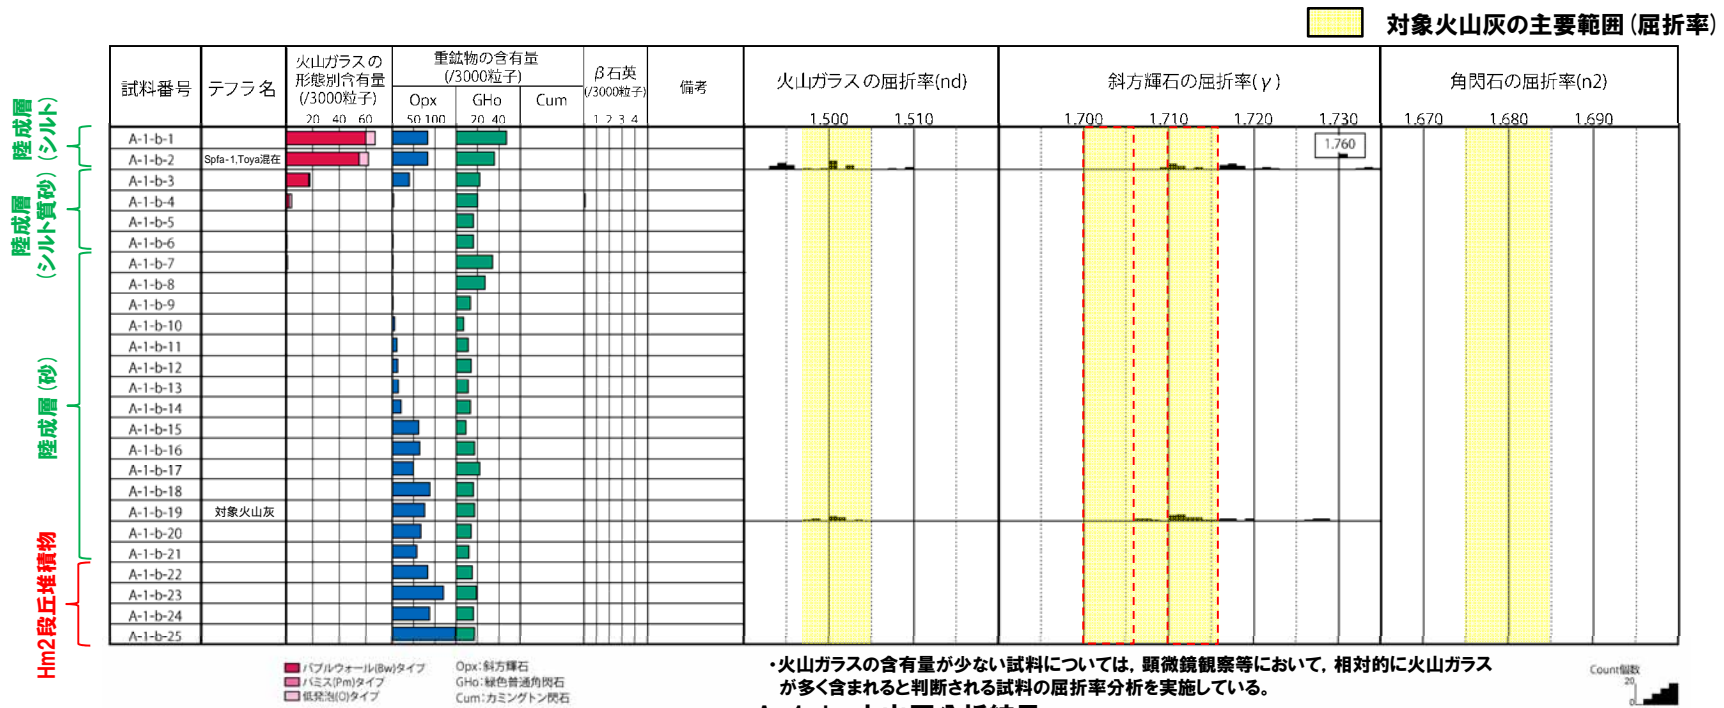 対象火山灰の主要範囲(屈折率)
試料番号
テフラ名
火山ガラスの
形態別含有量
(/3000粒子)
20 40 60
重鉱物の含有量
(/3000粒子)
Opx GHo Cum
50 100 20 40
β石英
(/3000粒子)
1 2 3 4
備考
火山ガラスの屈折率(nd)
1.500 1.510
斜方輝石の屈折率(γ)
1.700 1.710 1.720 1.730
角閃石の屈折率(n2)
1.670 1.680 1.690
陸成層
(シルト)
陸成層
(シルト質砂)
陸成層(砂)
Hm2段丘堆積物
A-1-b-1
1.760
A-1-b-2 Spfa-1,Toya混在
A-1-b-3
A-1-b-4
A-1-b-5
A-1-b-6
A-1-b-7
A-1-b-8
A-1-b-9
A-1-b-10
A-1-b-11
A-1-b-12
A-1-b-13
A-1-b-14
A-1-b-15
A-1-b-16
A-1-b-17
A-1-b-18
A-1-b-19 対象火山灰
A-1-b-20
A-1-b-21
A-1-b-22
A-1-b-23
A-1-b-24
A-1-b-25
バブルウォール(Bw)タイプ
パミス(Pm)タイプ
低発泡(O)タイプ
Opx:斜方輝石
GHo:緑色普通角閃石
Cum:カミングトン閃石
・火山ガラスの含有量が少ない試料については,顕微鏡観察等において,相対的に火山ガラス
が多く含まれると判断される試料の屈折率分析を実施している。
Count個数
20
0